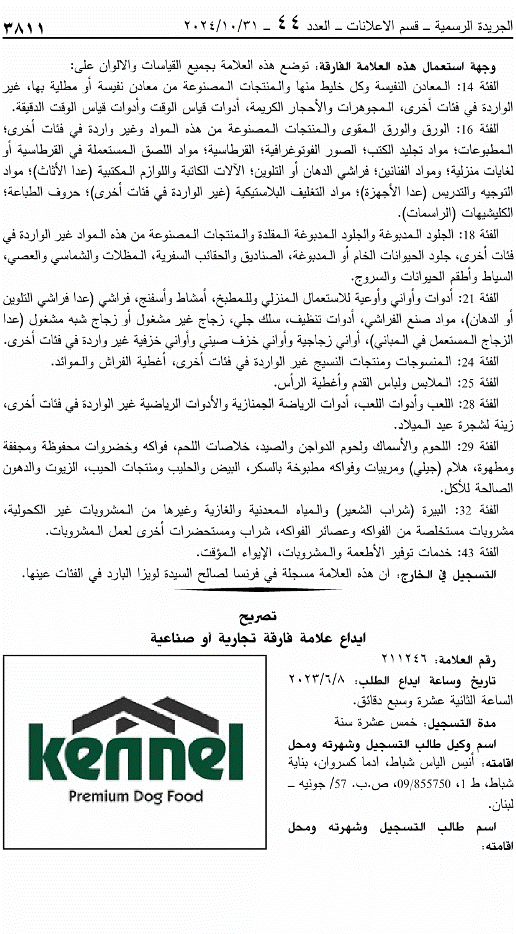 الجريدة الرسمية ــ قسم الاعلانات ــ العدد ٤٤ ــ ٢٠٢٤/١٠/٣١ ٣٨١١
وجهة استعمال هذه العلامة الفارقة: توضع هذه العلامة بجميع القياسات والالوان على:
الفئة 14: المعادن النفيسة وكل خليط منها والمنتجات المصنوعة من معادن نفيسة أو مطلية بها، غير
الواردة في فئات أخرى، المجوهرات والأحجار الكريمة، أدوات قياس الوقت وأدوات قياس الوقت الدقيقة.
الفئة 16: الورق والورق المقوى والمنتجات المصنوعة من هذه المواد وغير واردة في فئات أخرى؛
المطبوعات؛ مواد تجليد الكتب؛ الصور الفوتوغرافية؛ القرطاسية؛ مواد اللصق المستعملة في القرطاسية أو
لغايات منزلية؛ ومواد الفنانين؛ فراشي الدهان أو التلوين؛ الآلات الكاتبة واللوازم المكتبية (عدا الأثاث)؛ مواد
التوجيه والتدريس (عدا الأجهزة)؛ مواد التغليف البلاستيكية (غير الواردة في فئات أخرى)؛ حروف الطباعة؛
الكليشيهات (الراسمات).
الفئة 18: الجلود المدبوغة والجلود المدبوغة المقلدة والمنتجات المصنوعة من هذه المواد غير الواردة في
فئات أخرى، جلود الحيوانات الخام أو المدبوغة، الصناديق والحقائب السفرية، المظلات والشماسي والعصي،
السياط وأطقم الحيوانات والسروج.
الفئة 21: أدوات وأواني وأوعية للاستعمال المنزلي وللمطبخ، أمشاط وأسفنج، فراشي (عدا فراشي التلوين
أو الدهان)، مواد صنع الفراشي، أدوات تنظيف، سلك جلي، زجاج غير مشغول أو زجاج شبه مشغول (عدا
الزجاج المستعمل في المباني)، أواني زجاجية وأواني خزف صيني وأواني خزفية غير واردة في فئات أخرى.
الفئة 24: المنسوجات ومنتجات النسيج غير الواردة في فئات أخرى، أغطية الفراش والموائد.
الفئة 25: الملابس ولباس القدم وأغطية الرأس.
الفئة 28: اللعب وأدوات اللعب، أدوات الرياضة الجمنازية والأدوات الرياضية غير الواردة في فئات أخرى،
زينة لشجرة عيد الميلاد.
الفئة 29: اللحوم والأسماك ولحوم الدواجن والصيد، خلاصات اللحم، فواكه وخضروات محفوظة ومجففة
ومطهوة، هلام (جيلي) ومربيات وفواكه مطبوخة بالسكر، البيض والحليب ومنتجات الحيب، الزيوت والدهون
الصالحة للأكل.
الفئة 32: البيرة (شراب الشعير) والمياه المعدنية والغازية وغيرها من المشروبات غير الكحولية،
مشروبات مستخلصة من الفواكه وعصائر الفواكه، شراب ومستحضرات أخرى لعمل المشروبات.
الفئة 43: خدمات توفير الأطعمة والمشروبات، الإيواء المؤقت.
التسجيل في الخارج: ان هذه العلامة مسجلة في فرنسا لصالح السيدة لويزا البارد في الفئات عينها.
تصريح
ايداع علامة فارقة تجارية او صناعية
رقم العلامة: ٢١١٢٤٦
تاريخ وساعة ايداع الطلب: ٢٠٢٣/٦/٨
الساعة الثانية عشرة وسبع دقائق.
مدة التسجيل: خمس عشرة سنة
اسم وكيل طالب التسجيل وشهرته ومحل
اقامته: أنيس الياس شباط، ادما كسروان، بناية
شباط، ط 1، 09/855750، ص.ب. 57/ جونيه ــ
لبنان.
اسم طالب التسجيل وشهرته ومحل
اقامته:
kennel
Premium Dog Food